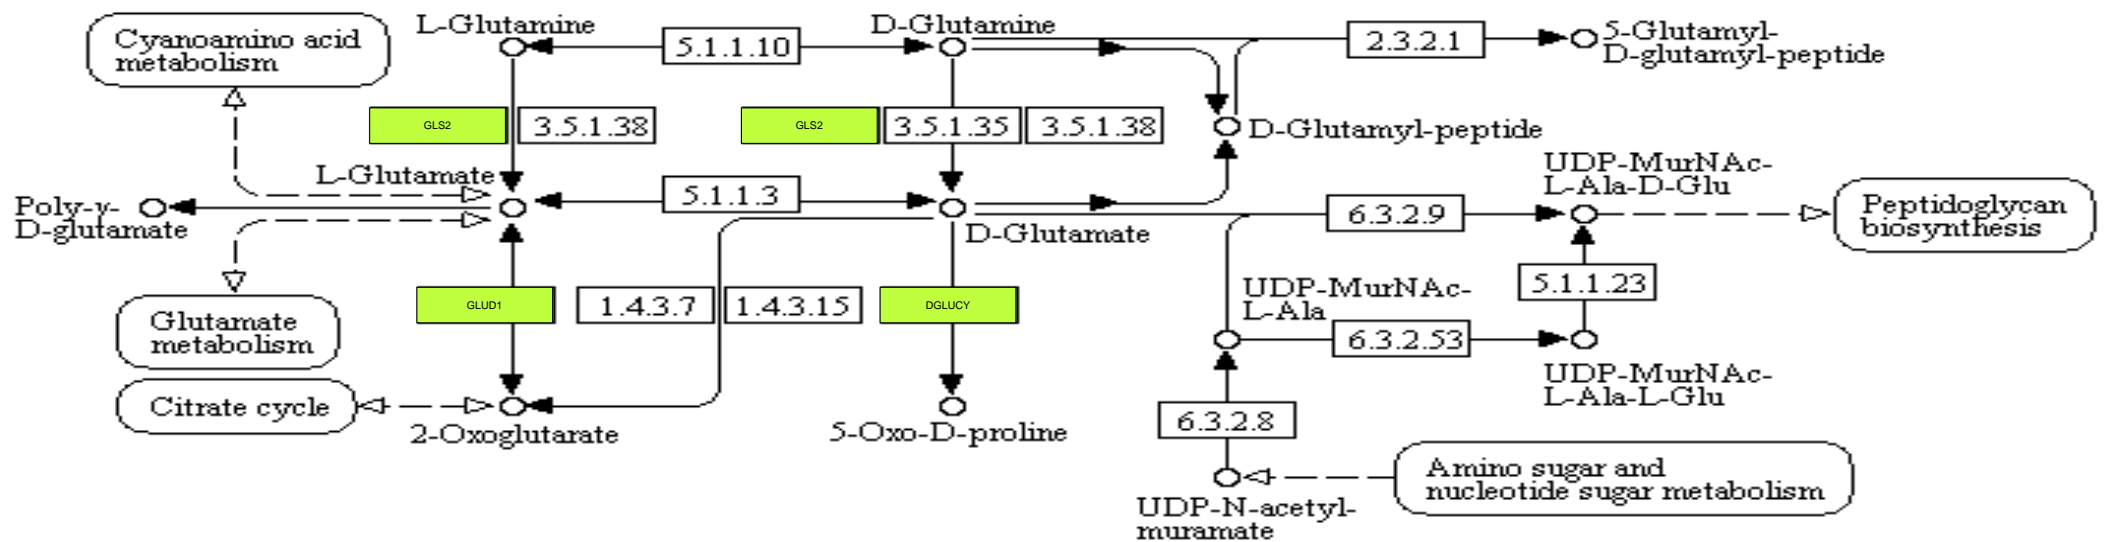 L-Glutamine
D-Glutamine
Cyanoamino acid
metabolism
5.1.1.10
2.3.2.1
5-Glutamyl-
D-glutamyl-peptide
GLS2
3.5.1.38
GLS2
3.5.1.35
3.5.1.38
D-Glutamyl-peptide
L-Glutamate
5.1.1.3
UDP-MurNAc-
L-Ala-D-Glu
Poly-γ-
D-glutamate
D-Glutamate
6.3.2.9
Peptidoglycan
biosynthesis
Glutamate
metabolism
GLUD1
1.4.3.7
1.4.3.15
DGLUCY
UDP-MurNAc-
L-Ala
5.1.1.23
6.3.2.53
UDP-MurNAc-
L-Ala-L-Glu
Citrate cycle
2-Oxoglutarate
5-Oxo-D-proline
6.3.2.8
Amino sugar and
nucleotide sugar metabolism
UDP-N-acetyl-
muramate